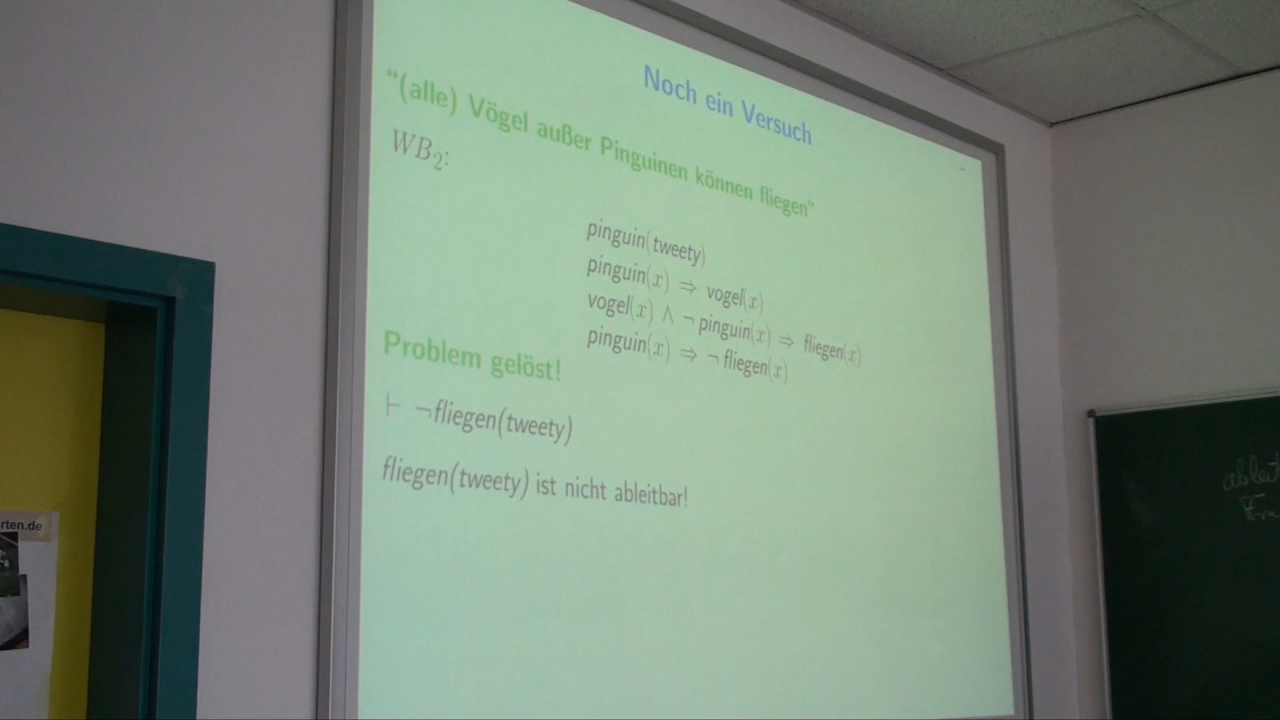 Noch ein Versuch
“(alle) Vögel außer Pinguinen können fliegen”
WB₂:
pinguin(tweety)
pinguin(x) ⇒ vogel(x)
vogel(x) ∧ ¬ pinguin(x) ⇒ fliegen(x)
pinguin(x) ⇒ ¬ fliegen(x)
Problem gelöst!
⊢ ¬fliegen(tweety)
fliegen(tweety) ist nicht ableitbar!
rten.de